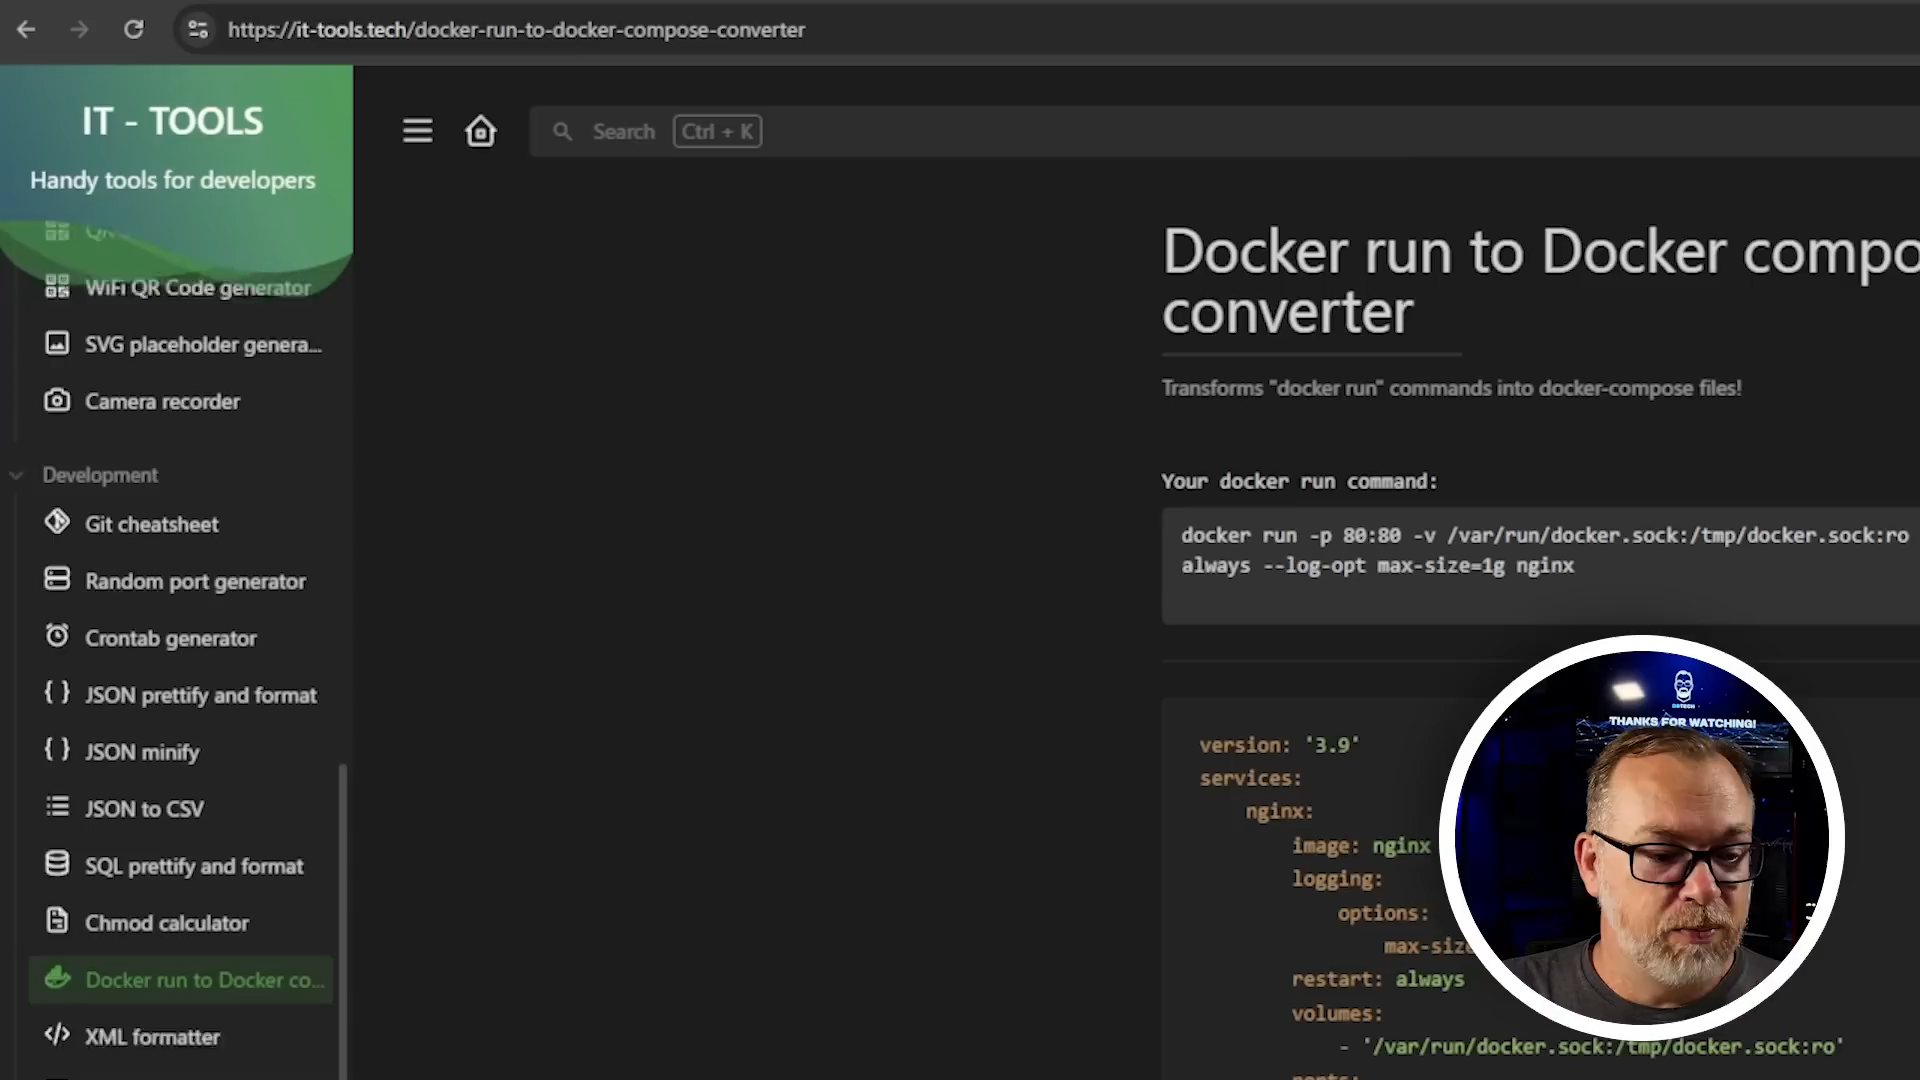 https://it-tools.tech/docker-run-to-docker-compose-converter
IT - TOOLS
Handy tools for developers
WiFi QR Code generator
SVG placeholder genera...
Camera recorder
Development
Git cheatsheet
Random port generator
Crontab generator
JSON prettify and format
JSON minify
JSON to CSV
SQL prettify and format
Chmod calculator
Docker run to Docker co...
XML formatter
Search Ctrl + K
Docker run to Docker compo
converter
Transforms "docker run" commands into docker-compose files!
Your docker run command:
docker run -p 80:80 -v /var/run/docker.sock:/tmp/docker.sock:ro
always --log-opt max-size=1g nginx
version: '3.9'
services:
nginx:
image: nginx
logging:
options:
max-size
restart: always
volumes:
- '/var/run/docker.sock:/tmp/docker.sock:ro'
DBTECH
THANKS FOR WATCHING!